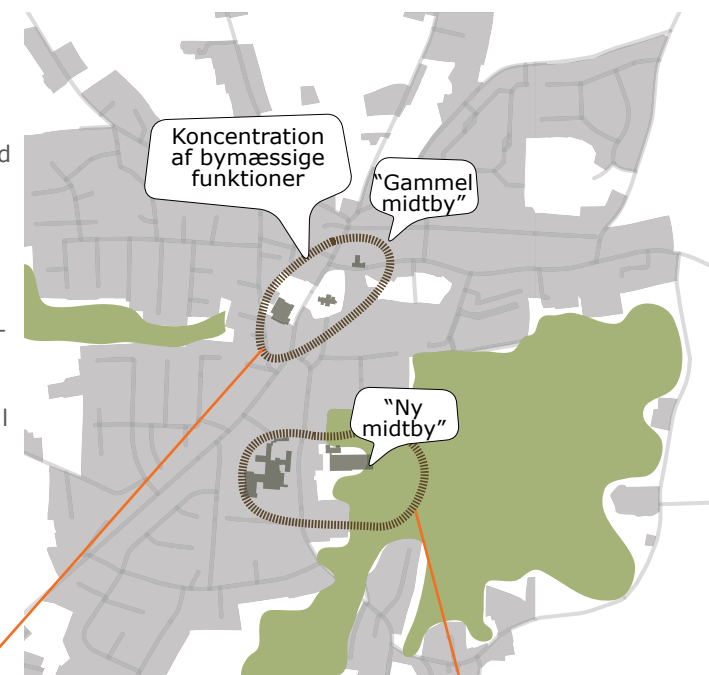 Koncentration
af bymæssige
funktioner
“Gammel
midtby”
“Ny
midtby”
d
-
l